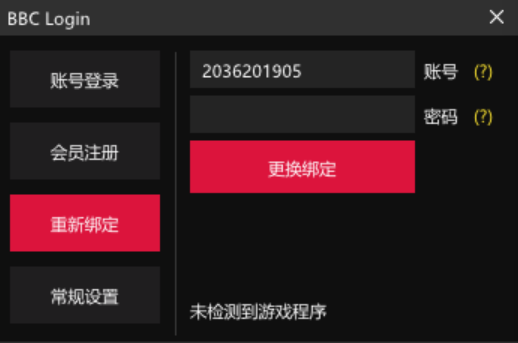 BBC Login
账号登录
会员注册
重新绑定
常规设置
2036201905 账号 (?)
密码 (?)
更换绑定
未检测到游戏程序